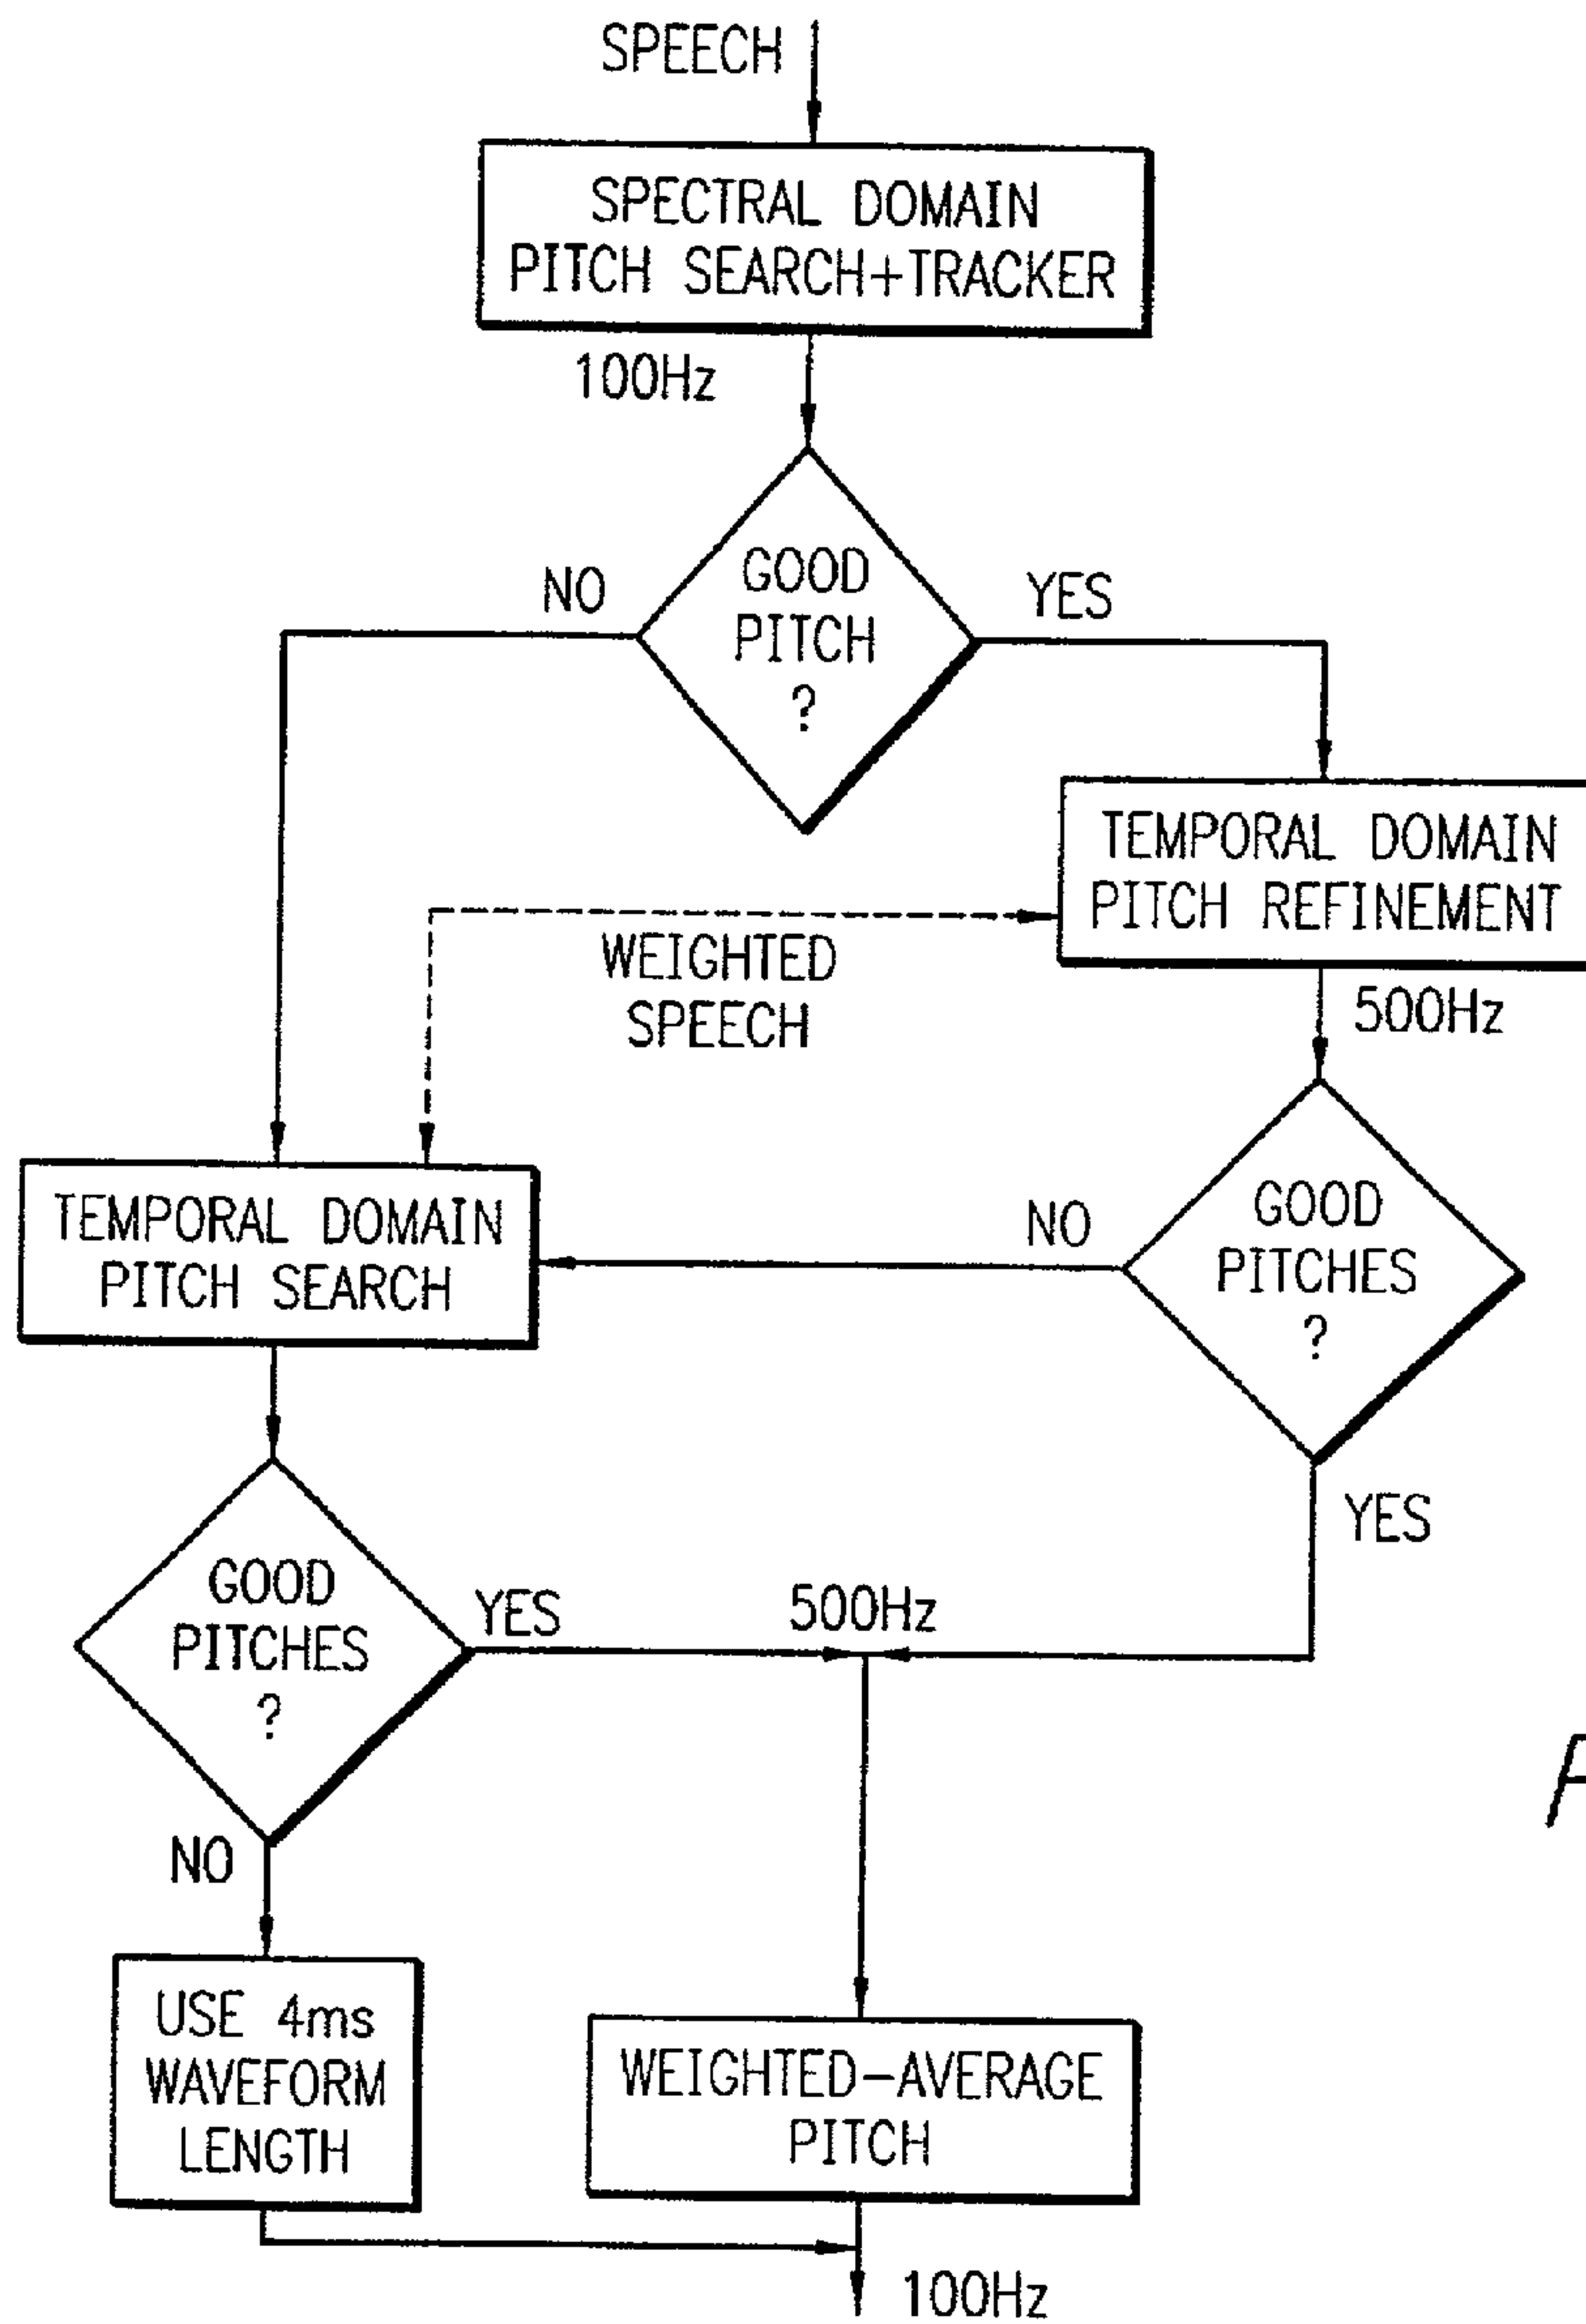 SPEECH
SPECTRAL DOMAIN
PITCH SEARCH+TRACKER
100Hz
GOOD
PITCH
?
NO
YES
TEMPORAL DOMAIN
PITCH REFINEMENT
WEIGHTED
SPEECH
500Hz
TEMPORAL DOMAIN
PITCH SEARCH
NO
GOOD
PITCHES
?
YES
GOOD
PITCHES
?
YES
500Hz
NO
USE 4ms
WAVEFORM
LENGTH
WEIGHTED-AVERAGE
PITCH
100Hz